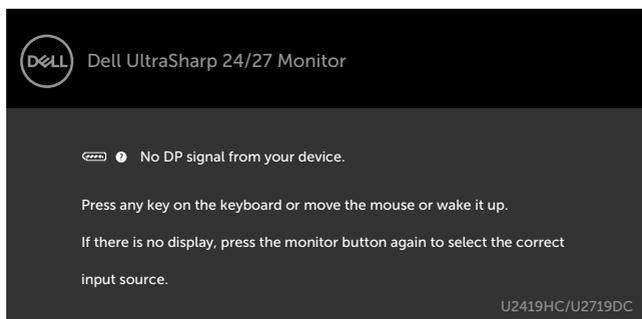 DELL
Dell UltraSharp 24/27 Monitor
? No DP signal from your device.
Press any key on the keyboard or move the mouse or wake it up.
If there is no display, press the monitor button again to select the correct
input source.
U2419HC/U2719DC